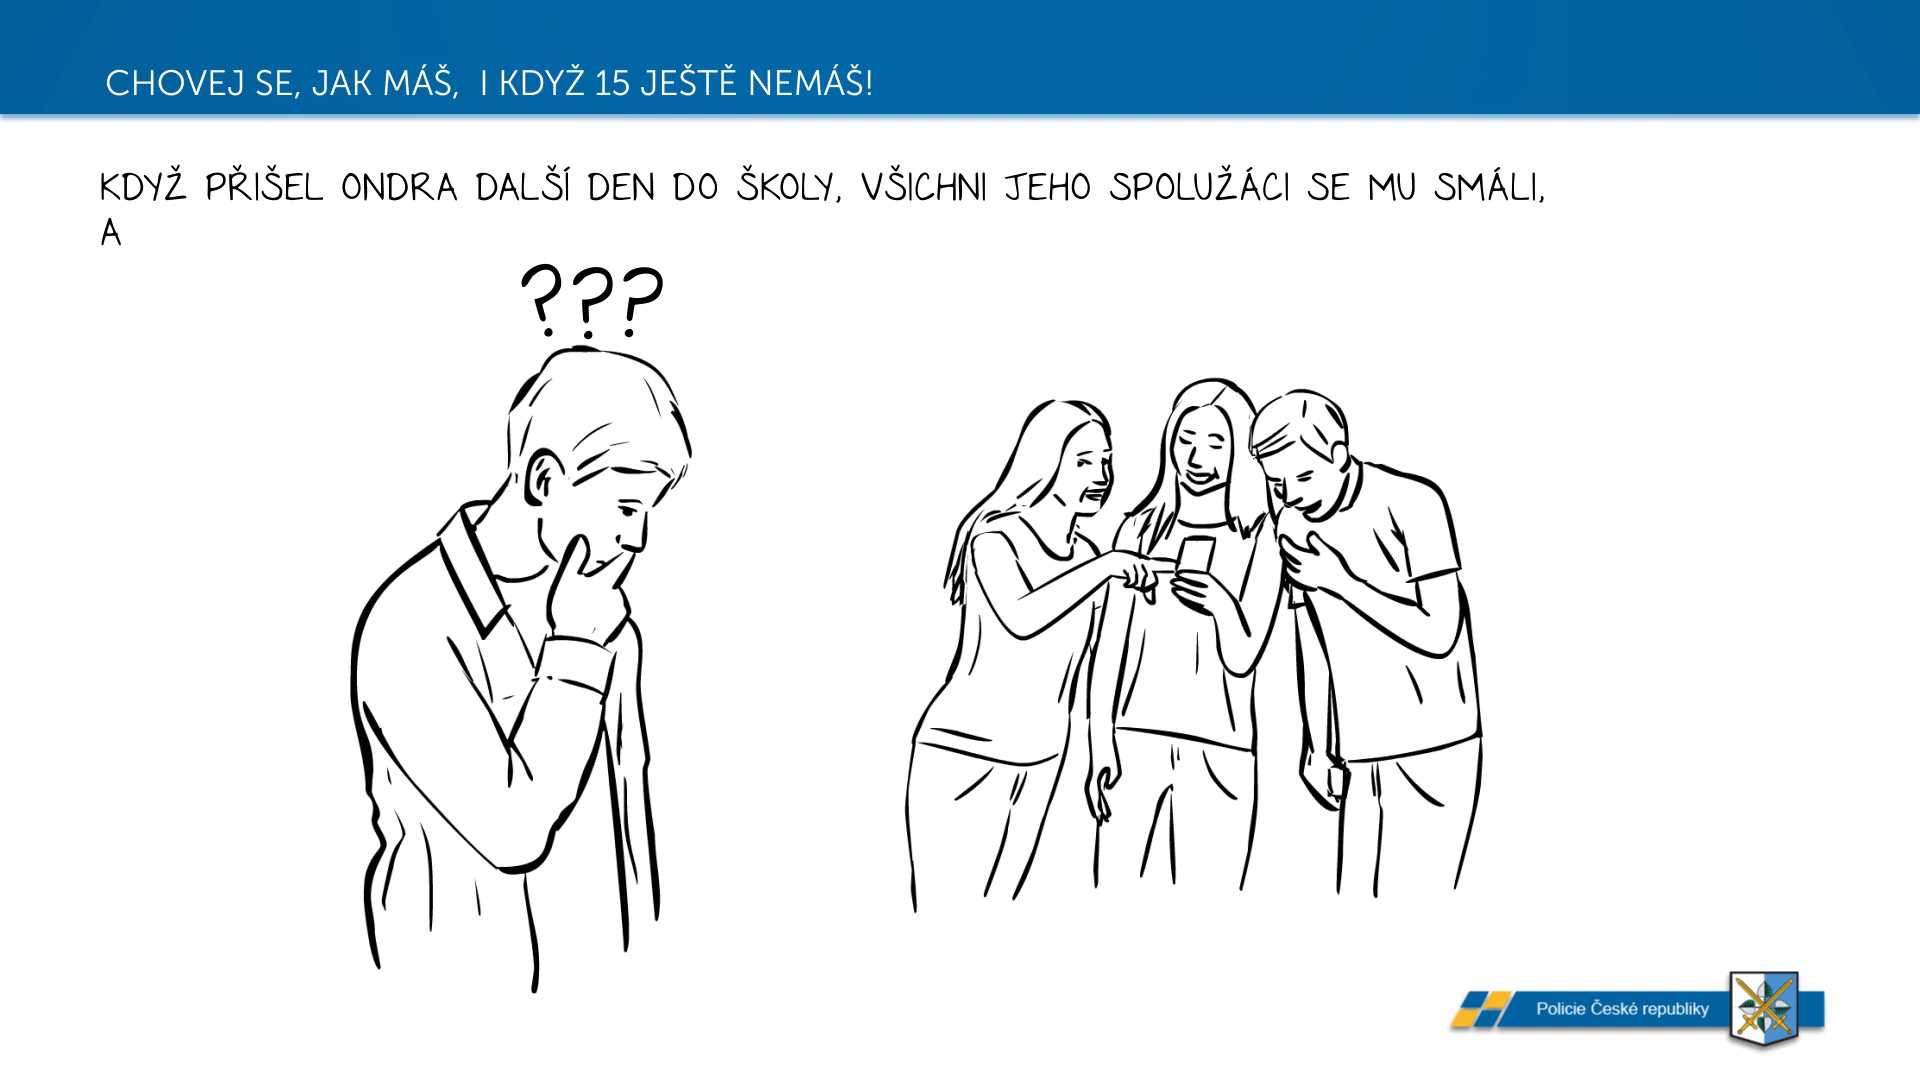 CHOVEJ SE, JAK MÁŠ,  I KDYŽ 15 JEŠTĚ NEMÁŠ!
KDYŽ PŘIŠEL ONDRA DALŠÍ DEN DO ŠKOLY, VŠICHNI JEHO SPOLUŽÁCI SE MU SMÁLI,
A
???
Policie České republiky